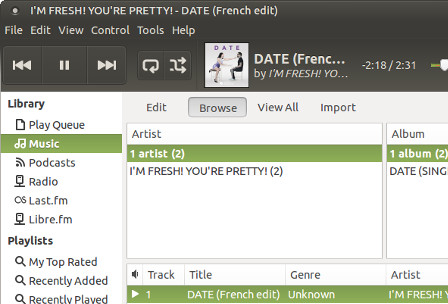 I'M FRESH! YOU'RE PRETTY! - DATE (French edit)
File Edit View Control Tools Help
DATE
DATE (Frenc...
by I'M FRESH! YO...
-2:18 / 2:31
Library
Play Queue
Music
Podcasts
Radio
Last.fm
Libre.fm
Playlists
My Top Rated
Recently Added
Recently Played
Edit Browse View All Import
Artist
1 artist (2)
I'M FRESH! YOU'RE PRETTY! (2)
Album
1 album (2)
DATE (SING
Track Title Genre Artist
1 DATE (French edit) Unknown I'M FRESH! Y